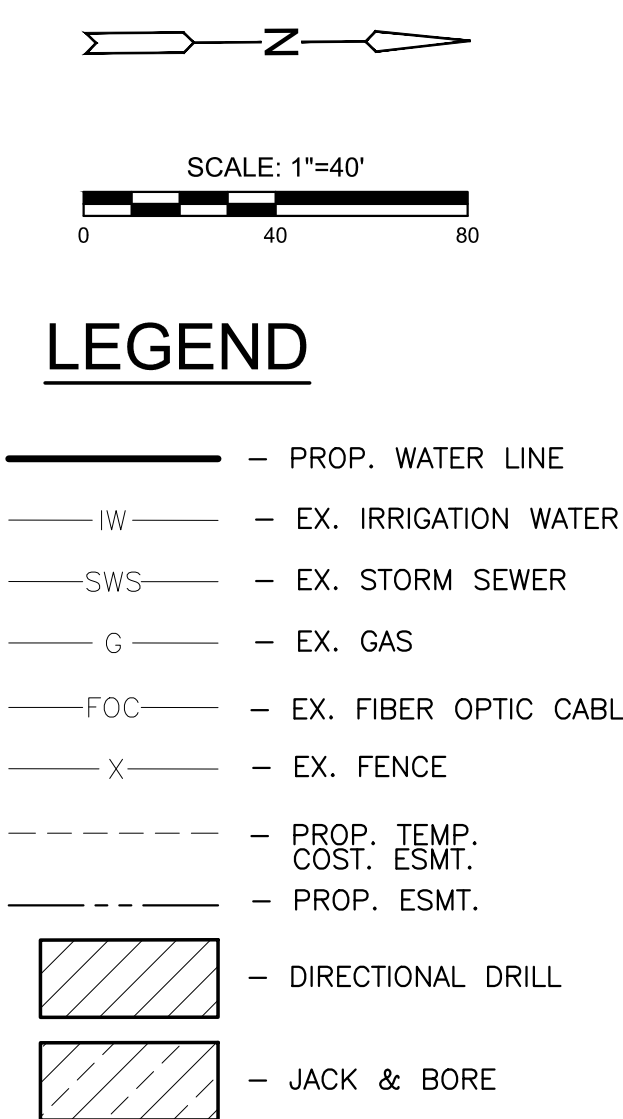 N
SCALE: 1"=40'
0 40 80
LEGEND
– PROP. WATER LINE
IW – EX. IRRIGATION WATER
SWS – EX. STORM SEWER
G – EX. GAS
FOC – EX. FIBER OPTIC CABL
X – EX. FENCE
– PROP. TEMP.
COST. ESMT.
– PROP. ESMT.
– DIRECTIONAL DRILL
– JACK & BORE